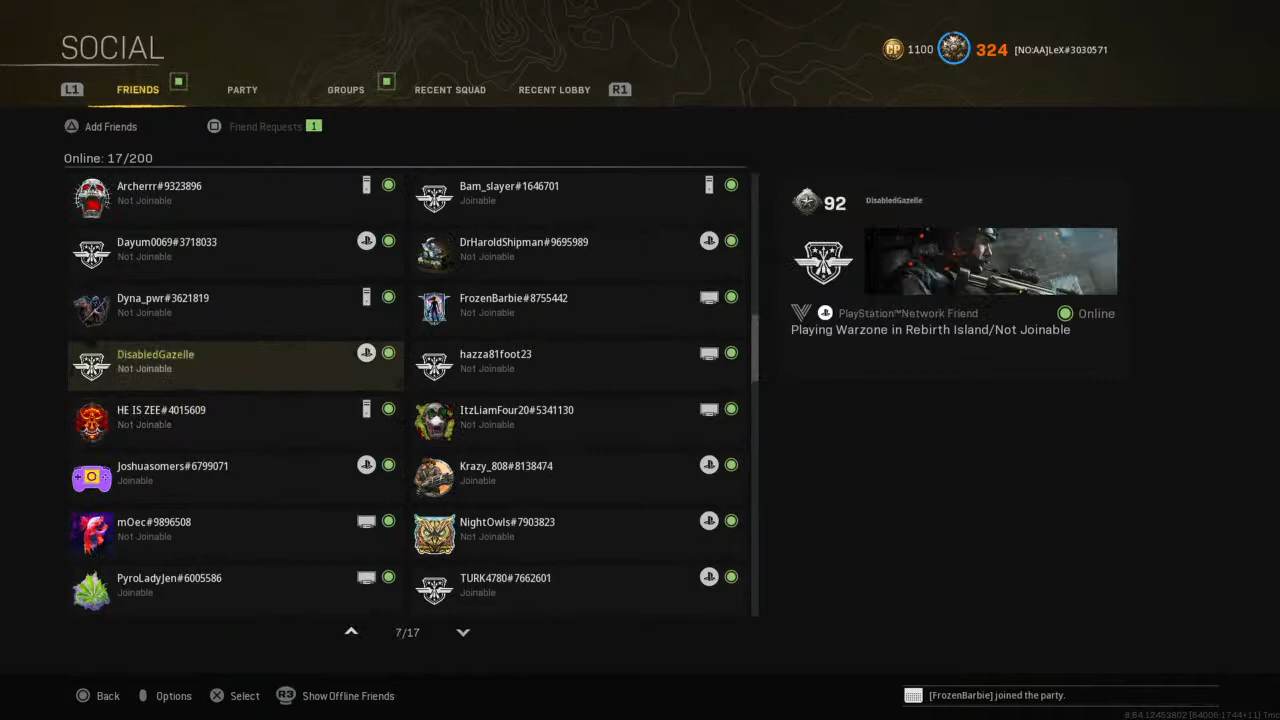 SOCIAL
CP 1100 324 [NO:AA]LeX#3030571
L1 FRIENDS PARTY GROUPS RECENT SQUAD RECENT LOBBY R1
Add Friends Friend Requests 1
Online: 17/200
Archerrr#9323896
Not Joinable
Bam_slayer#1646701
Joinable
Dayum0069#3718033
Not Joinable
DrHaroldShipman#9695989
Not Joinable
Dyna_pwr#3621819
Not Joinable
FrozenBarbie#8755442
Not Joinable
DisabledGazelle
Not Joinable
hazza81foot23
Not Joinable
HE IS ZEE#4015609
Not Joinable
ItzLiamFour20#5341130
Not Joinable
Joshuasomers#6799071
Joinable
Krazy_808#8138474
Joinable
mOec#9896508
Not Joinable
NightOwls#7903823
Not Joinable
PyroLadyJen#6005586
Joinable
TURK4780#7662601
Joinable
7/17
92 DisabledGazelle
PlayStation™Network Friend Online
Playing Warzone in Rebirth Island/Not Joinable
Back Options Select R3 Show Offline Friends
[FrozenBarbie] joined the party.